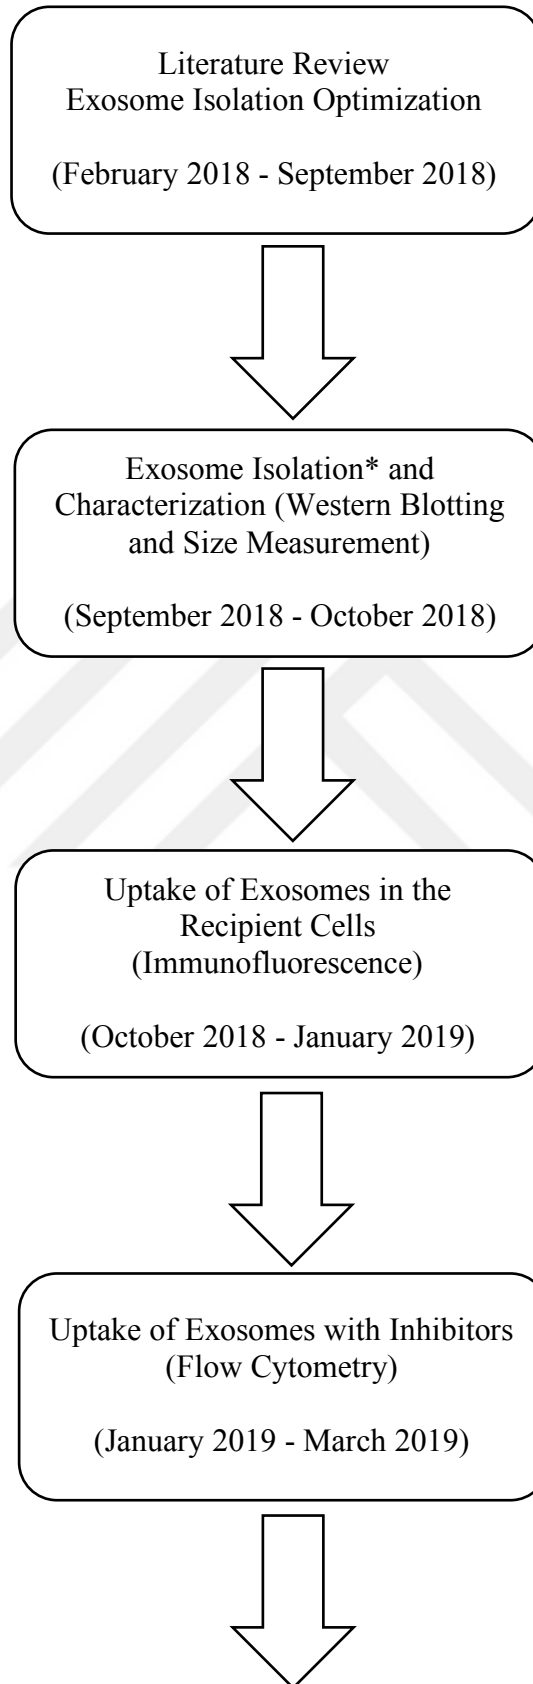 Literature Review
Exosome Isolation Optimization
(February 2018 - September 2018)
Exosome Isolation* and
Characterization (Western Blotting
and Size Measurement)
(September 2018 - October 2018)
Uptake of Exosomes in the
Recipient Cells
(Immunofluorescence)
(October 2018 - January 2019)
Uptake of Exosomes with Inhibitors
(Flow Cytometry)
(January 2019 - March 2019)